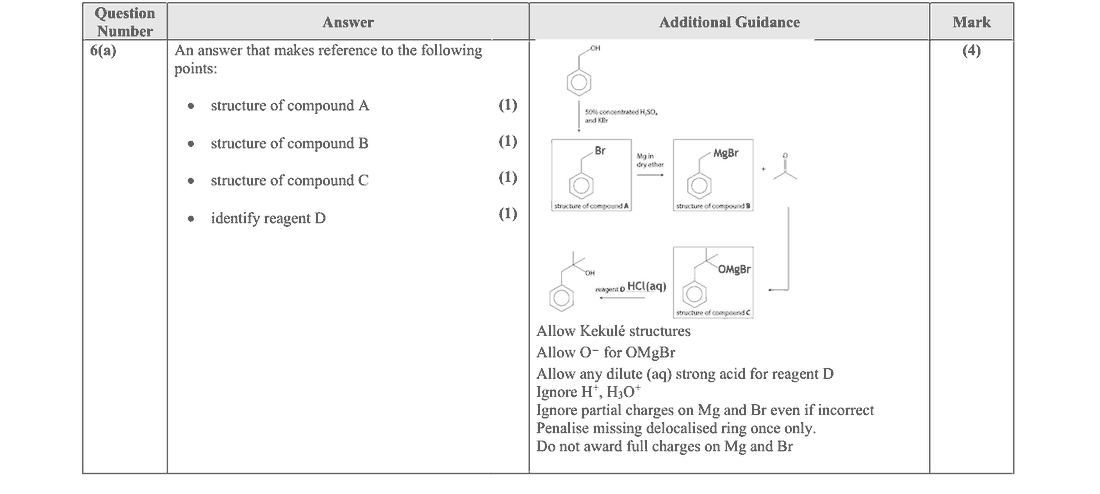 Question Number
Answer
Additional Guidance
Mark
6(a)
An answer that makes reference to the following
points:
• structure of compound A (1)
• structure of compound B (1)
• structure of compound C (1)
• identify reagent D (1)
(4)
OH
50% concentrated H₂SO₄
and KBr
Br
Mg in
dry ether
MgBr
+
O
structure of compound A
structure of compound B
OH
reagent D HCl(aq)
OMgBr
structure of compound C
Allow Kekulé structures
Allow O⁻ for OMgBr
Allow any dilute (aq) strong acid for reagent D
Ignore H⁺, H₃O⁺
Ignore partial charges on Mg and Br even if incorrect
Penalise missing delocalised ring once only.
Do not award full charges on Mg and Br